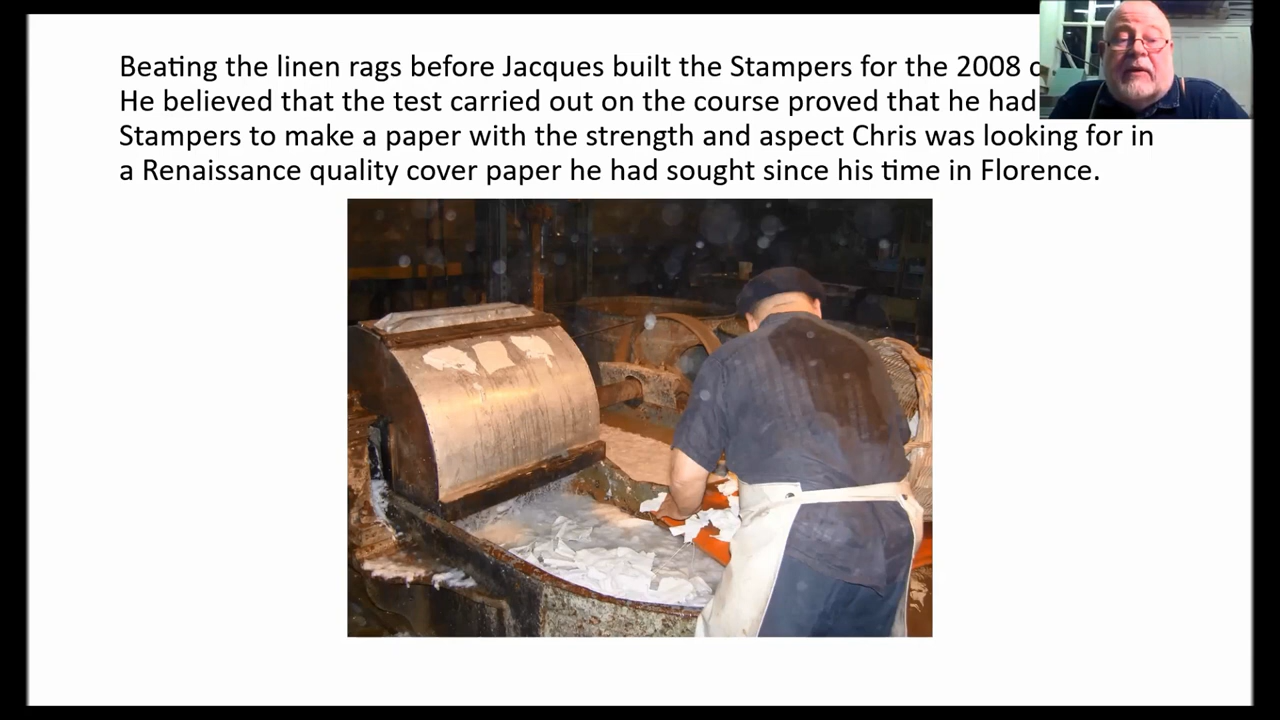 Beating the linen rags before Jacques built the Stampers for the 2008
He believed that the test carried out on the course proved that he had
Stampers to make a paper with the strength and aspect Chris was looking for in
a Renaissance quality cover paper he had sought since his time in Florence.